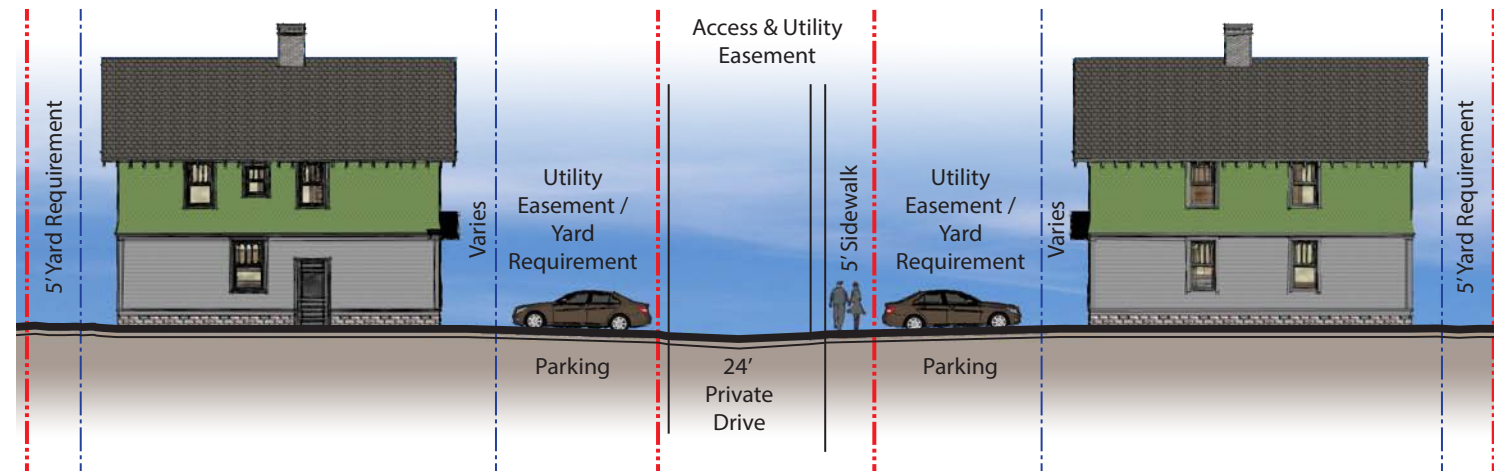 5' Yard Requirement
Varies
Utility
Easement /
Yard
Requirement
Parking
Access & Utility
Easement
24'
Private
Drive
5' Sidewalk
Utility
Easement /
Yard
Requirement
Parking
Varies
5' Yard Requirement